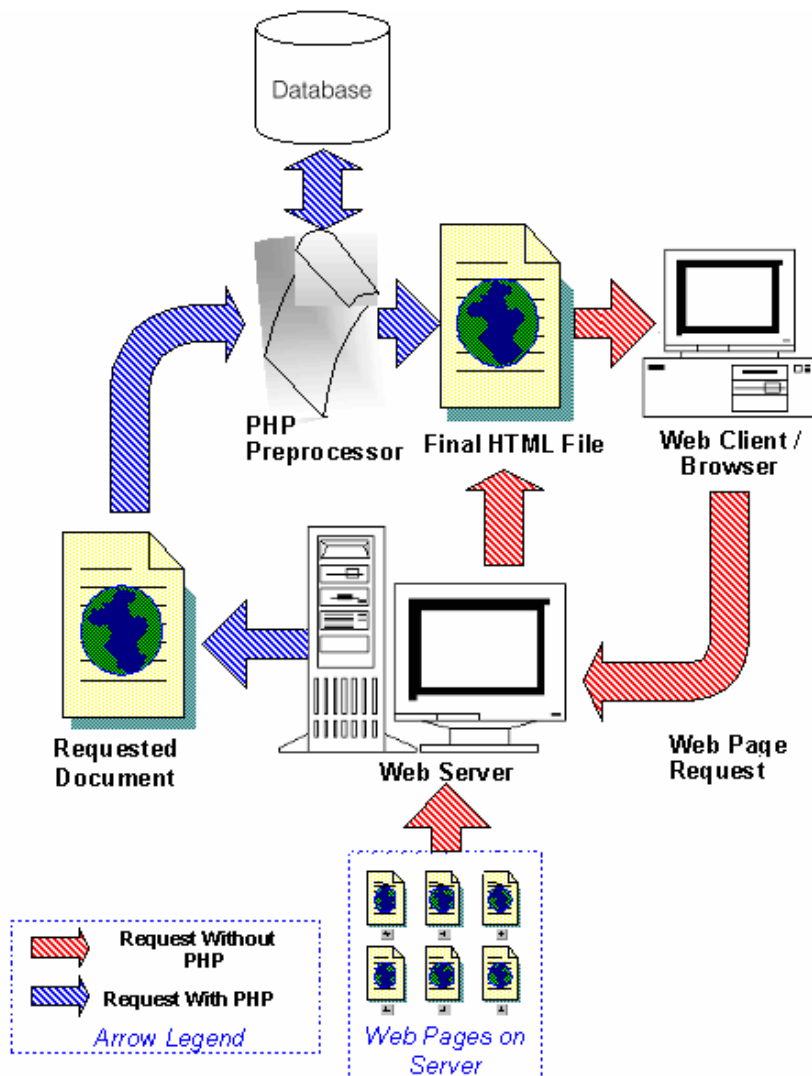 Database
PHP
Preprocessor
Final HTML File
Web Client /
Browser
Requested
Document
Web Server
Web Page
Request
Request Without
PHP
Request With PHP
Arrow Legend
Web Pages on
Server